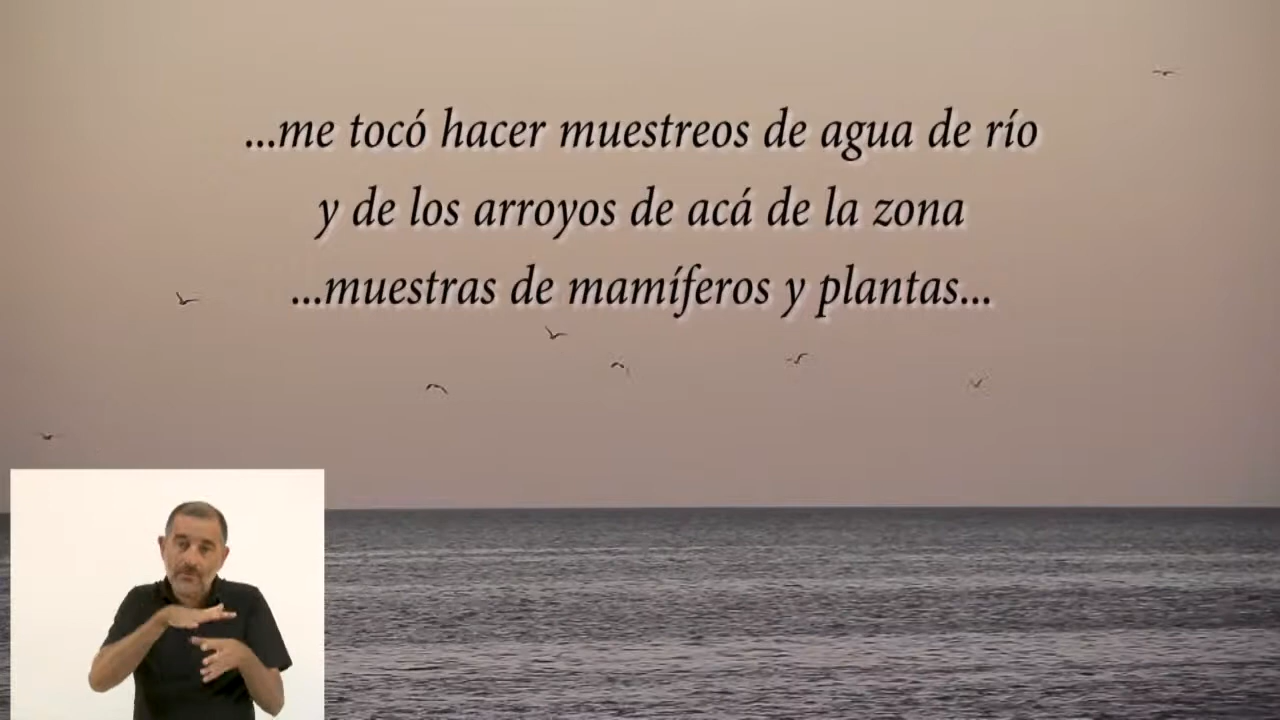 ...me tocó hacer muestreos de agua de río
y de los arroyos de acá de la zona
...muestras de mamíferos y plantas...